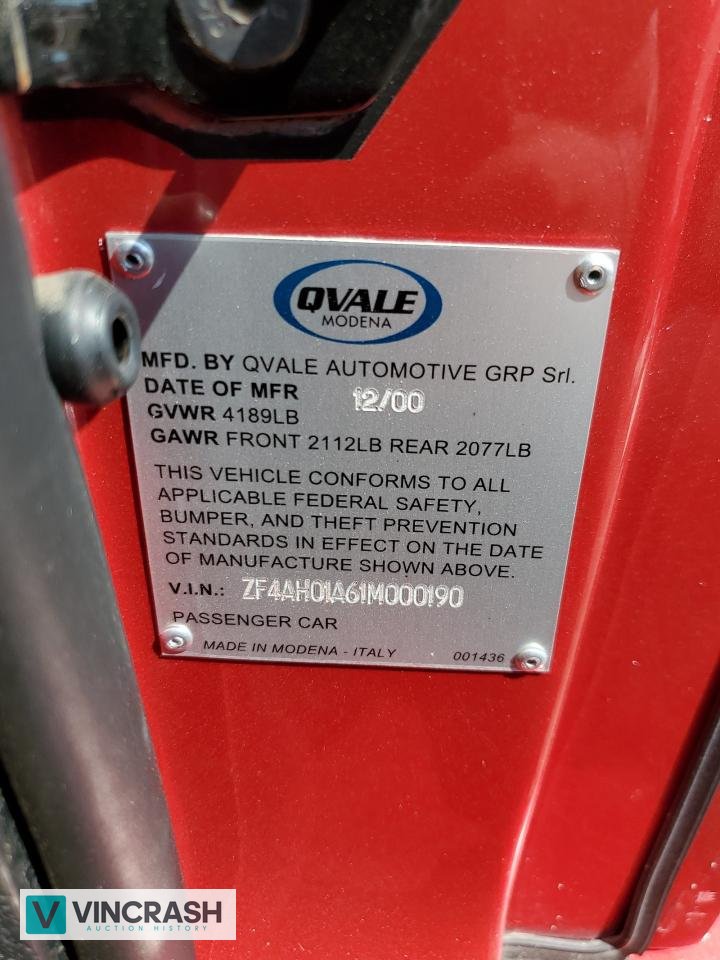 QVALE
MODENA
MFD. BY QVALE AUTOMOTIVE GRP Srl.
DATE OF MFR 12/00
GVWR 4189LB
GAWR FRONT 2112LB REAR 2077LB
THIS VEHICLE CONFORMS TO ALL
APPLICABLE FEDERAL SAFETY,
BUMPER, AND THEFT PREVENTION
STANDARDS IN EFFECT ON THE DATE
OF MANUFACTURE SHOWN ABOVE.
V.I.N.: ZF4AH01A61M000190
PASSENGER CAR
MADE IN MODENA - ITALY 001436
V VINCRASH
AUCTION HISTORY